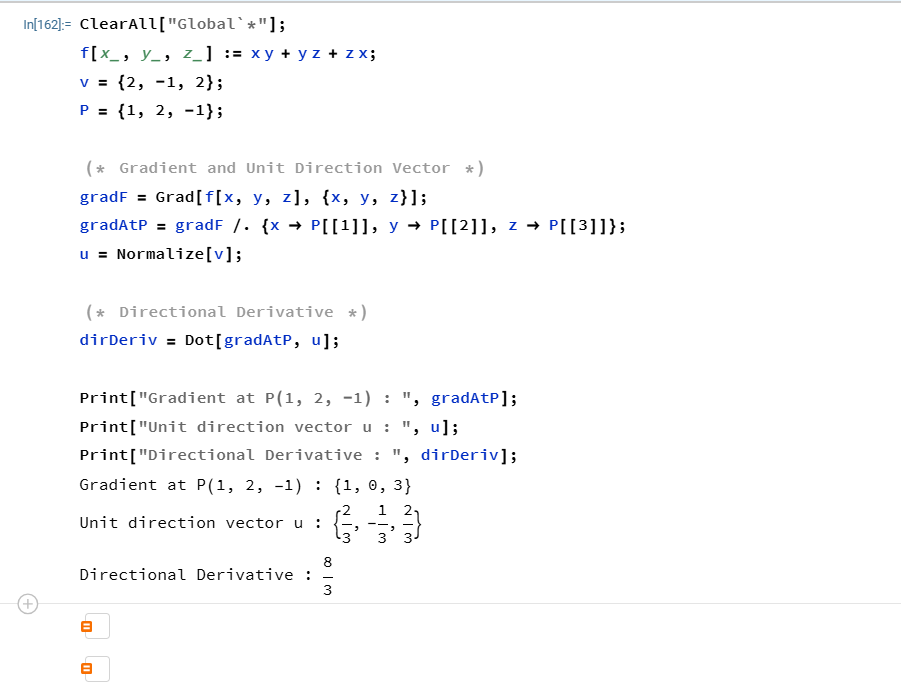 In[162]:= ClearAll["Global`*"];
f[x_, y_, z_] := x y + y z + z x;
v = {2, -1, 2};
P = {1, 2, -1};
(* Gradient and Unit Direction Vector *)
gradF = Grad[f[x, y, z], {x, y, z}];
gradAtP = gradF /. {x → P[[1]], y → P[[2]], z → P[[3]]};
u = Normalize[v];
(* Directional Derivative *)
dirDeriv = Dot[gradAtP, u];
Print["Gradient at P(1, 2, -1) : ", gradAtP];
Print["Unit direction vector u : ", u];
Print["Directional Derivative : ", dirDeriv];
Gradient at P(1, 2, -1) : {1, 0, 3}
Unit direction vector u : {2/3, -1/3, 2/3}
Directional Derivative : 8/3